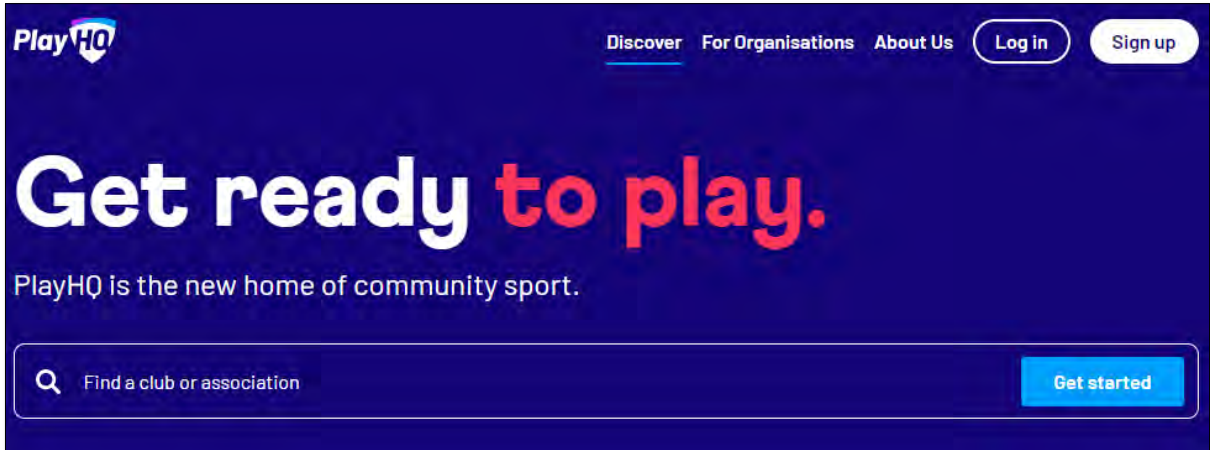 PlayHQ
Discover For Organisations About Us Log in Sign up
Get ready to play.
PlayHQ is the new home of community sport.
Find a club or association Get started